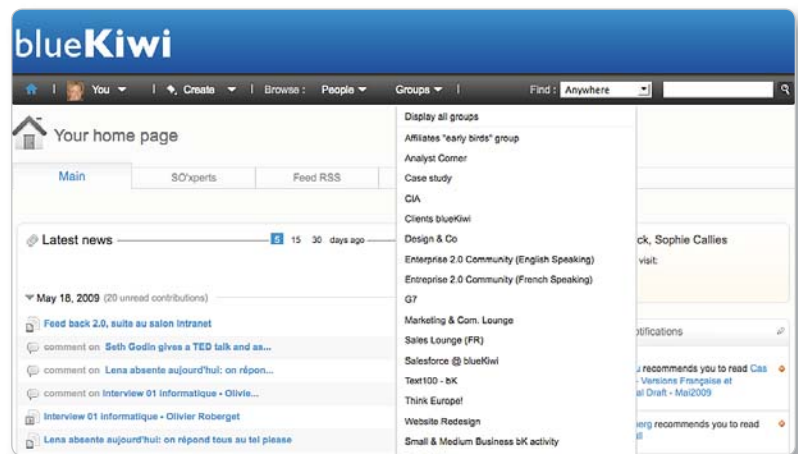 blueKiwi
You Create Browse : People Groups Find : Anywhere
Your home page
Main SO'xperts Feed RSS
Latest news 5 15 30 days ago
May 18, 2009 (20 unread contributions)
Feed back 2.0, suite au salon Intranet
comment on Seth Godin gives a TED talk and as...
comment on Lena absente aujourd'hui: on répon...
comment on Interview 01 informatique - Olivie...
Interview 01 informatique - Olivier Roberget
Lena absente aujourd'hui: on répond tous au tel please
Display all groups
Affiliates "early birds" group
Analyst Corner
Case study
CIA
Clients blueKiwi
Design & Co
Enterprise 2.0 Community (English Speaking)
Entreprise 2.0 Community (French Speaking)
G7
Marketing & Com. Lounge
Sales Lounge (FR)
Salesforce @ blueKiwi
Text100 - bK
Think Europe!
Website Redesign
Small & Medium Business bK activity
ck, Sophie Callies
visit:
otifications
recommends you to read Cas
- Versions Française et
al Draft - Mai2009
erg recommends you to read